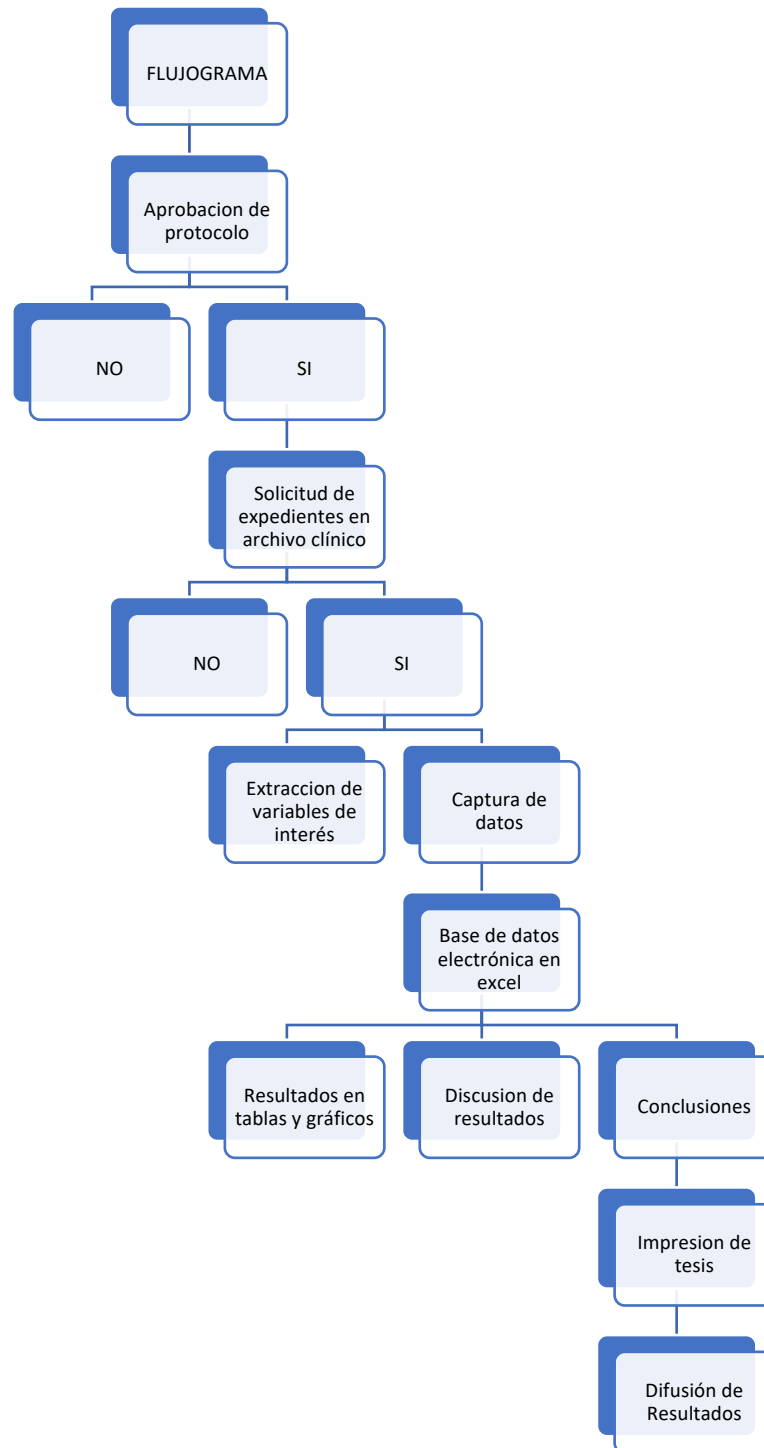 FLUJOGRAMA
Aprobacion de
protocolo
NO
SI
Solicitud de
expedientes en
archivo clínico
NO
SI
Extraccion de
variables de
interés
Captura de
datos
Base de datos
electrónica en
excel
Resultados en
tablas y gráficos
Discusion de
resultados
Conclusiones
Impresion de
tesis
Difusión de
Resultados